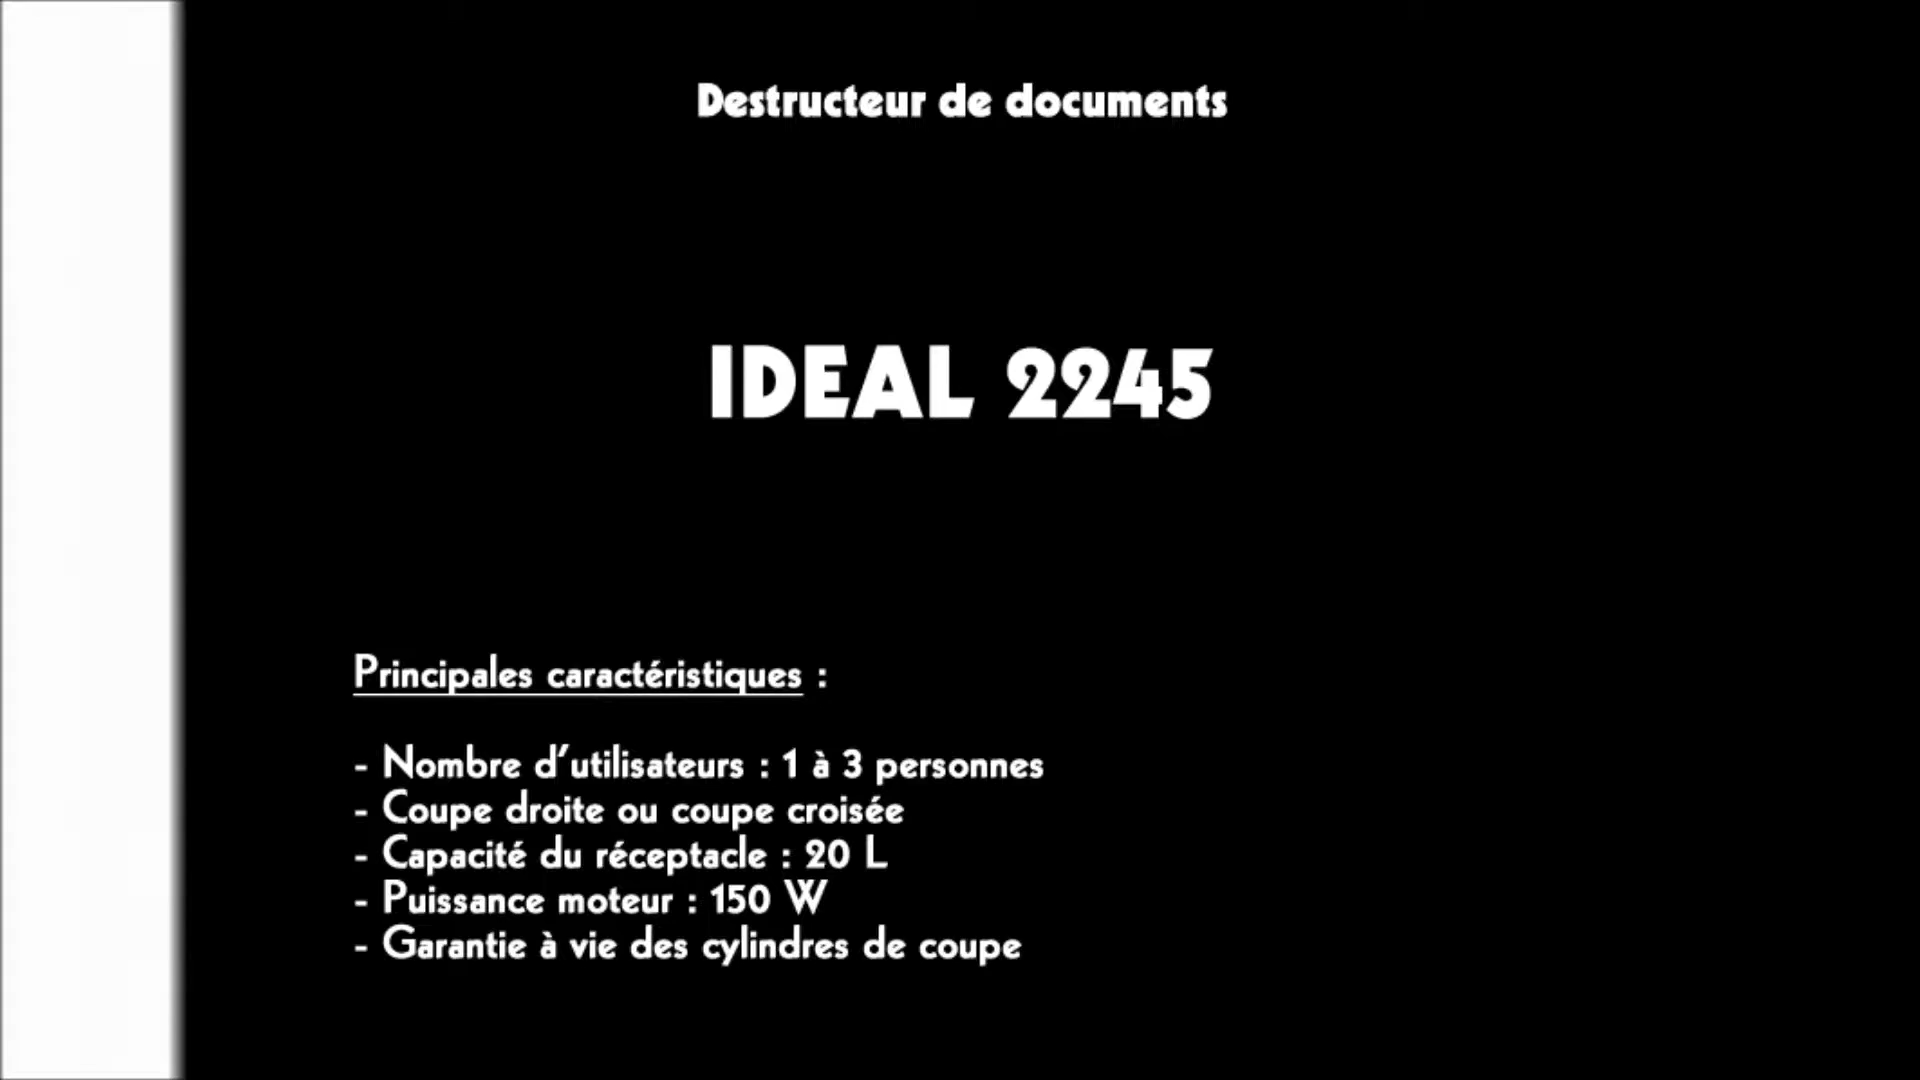 Destructeur de documents
IDEAL 2245
Principales caractéristiques :
- Nombre d'utilisateurs : 1 à 3 personnes
- Coupe droite ou coupe croisée
- Capacité du réceptacle : 20 L
- Puissance moteur : 150 W
- Garantie à vie des cylindres de coupe